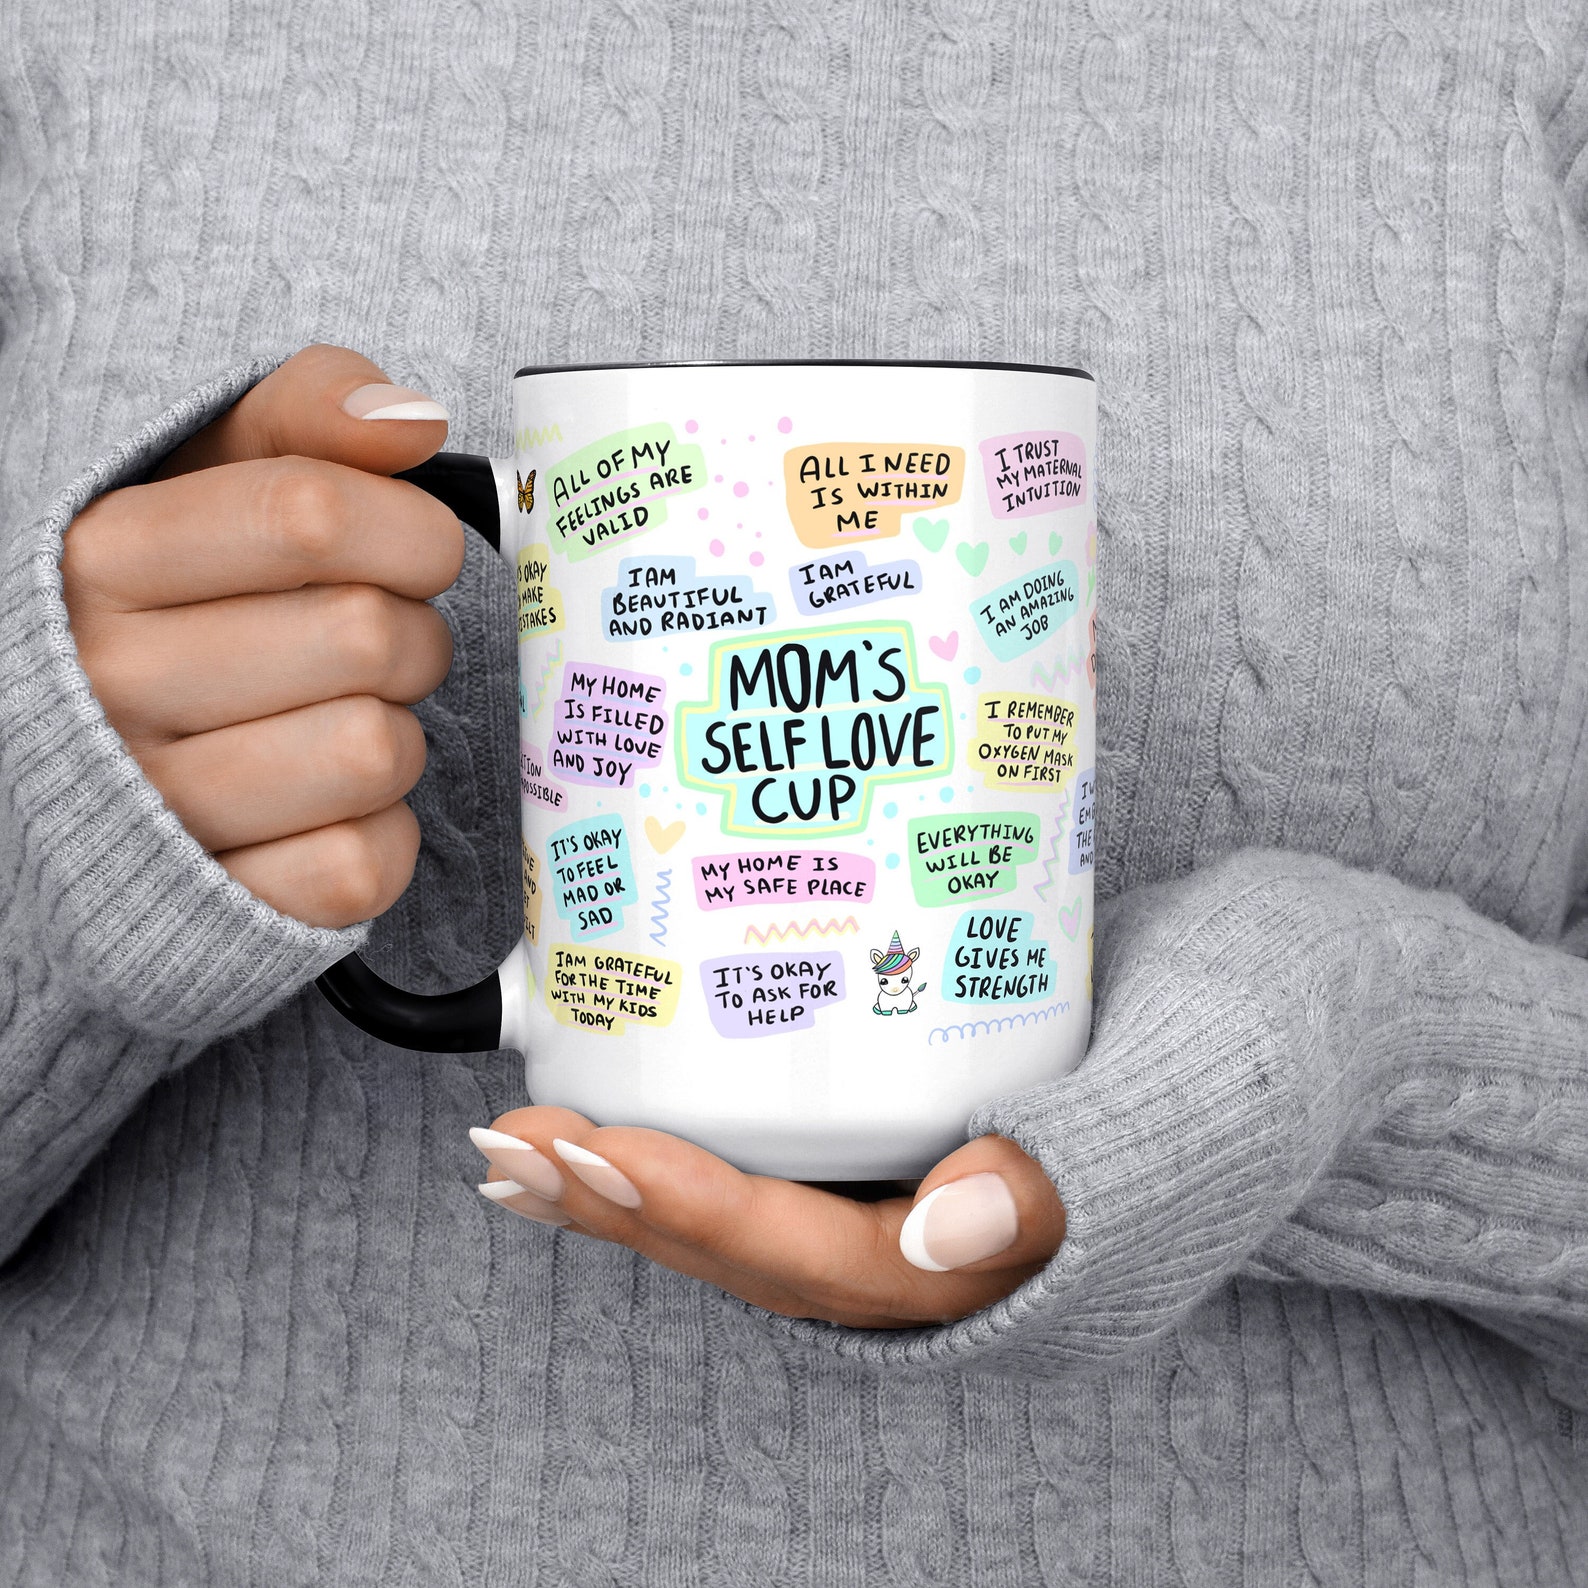 ALL OF MY
FEELINGS ARE
VALID
ALL I NEED
IS WITHIN
ME
I TRUST
MY MATERNAL
INTUITION
OKAY
MAKE
I AM
BEAUTIFUL
AND RADIANT
I AM
GRATEFUL
I AM DOING
AN AMAZING
JOB
MY HOME
IS FILLED
WITH LOVE
AND JOY
MOM'S
SELF LOVE
CUP
I REMEMBER
TO PUT MY
OXYGEN MASK
ON FIRST
IT'S OKAY
TO FEEL
MAD OR
SAD
MY HOME IS
MY SAFE PLACE
EVERYTHING
WILL BE
OKAY
I AM GRATEFUL
FOR THE TIME
WITH MY KIDS
TODAY
IT'S OKAY
TO ASK FOR
HELP
LOVE
GIVES ME
STRENGTH